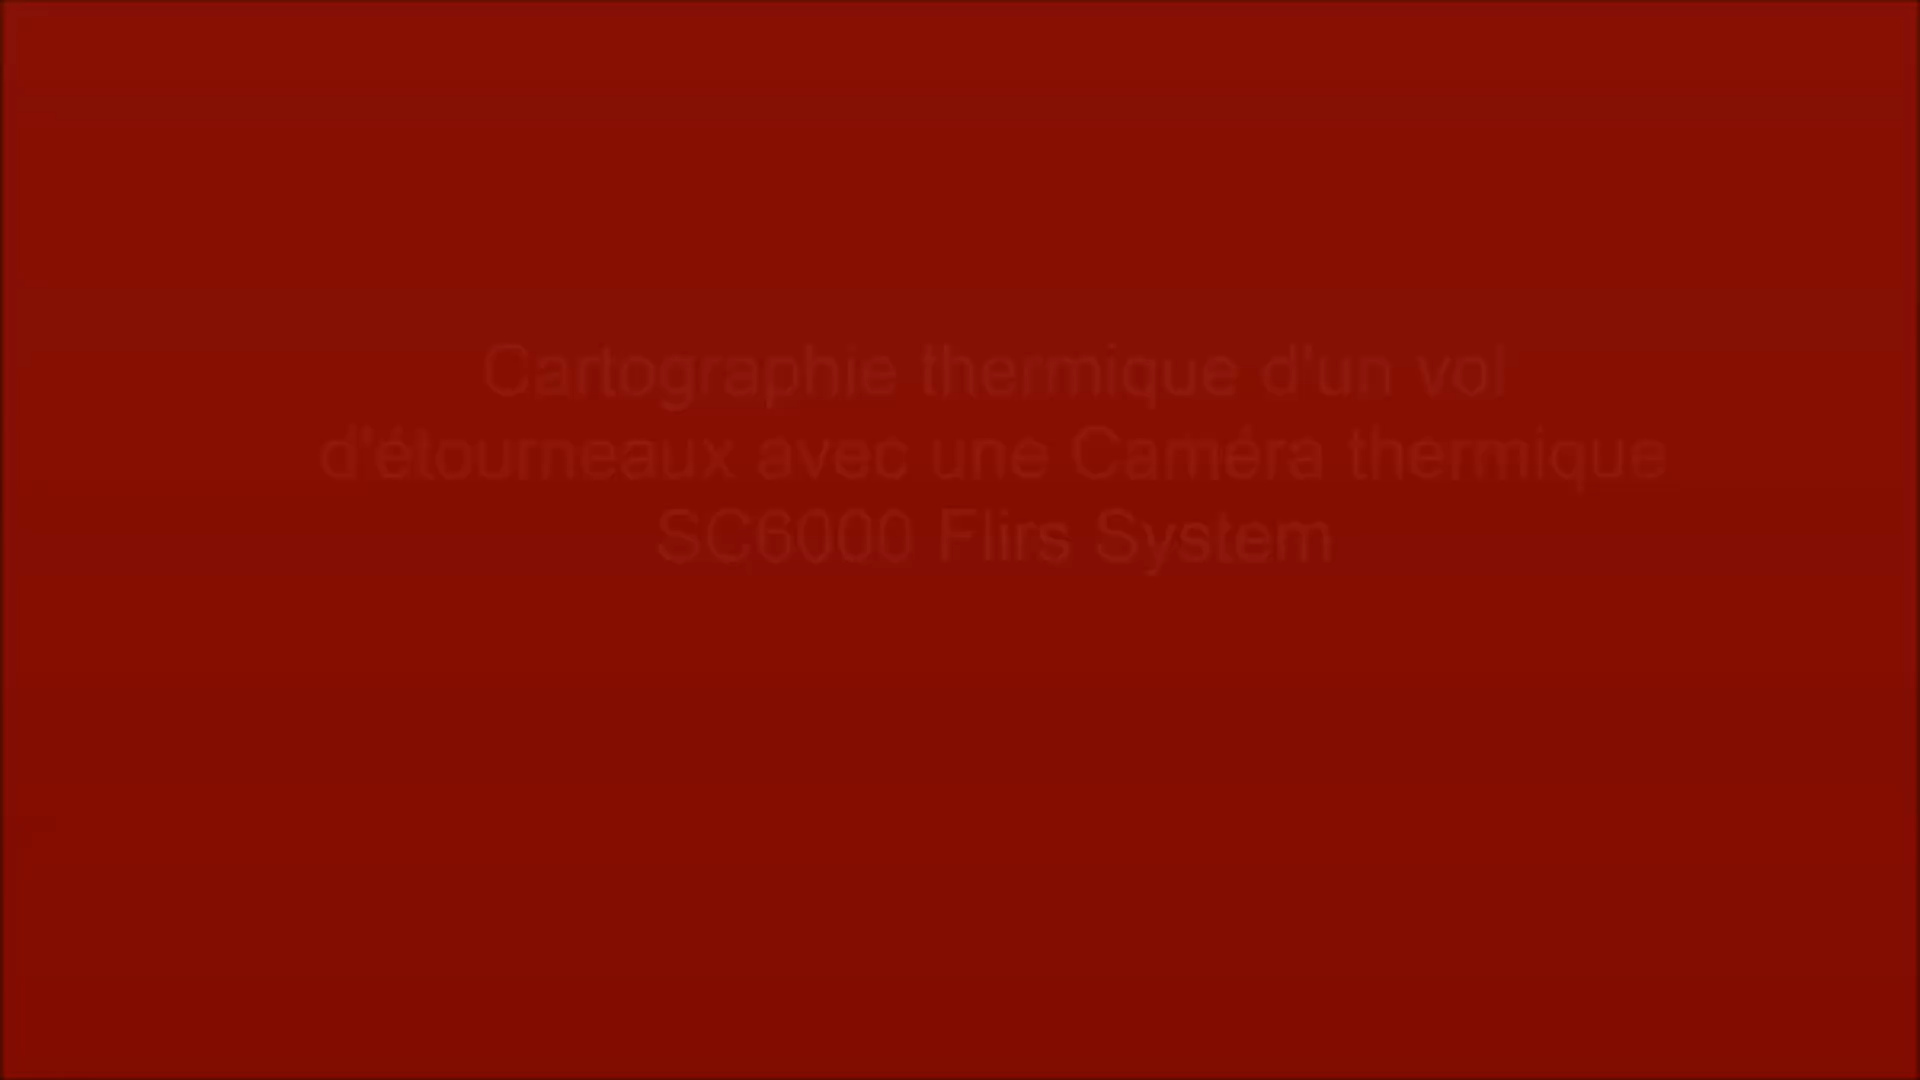 Cartographie thermique d'un vol
d'étourneaux avec une Caméra thermique
SC6000 Flirs System